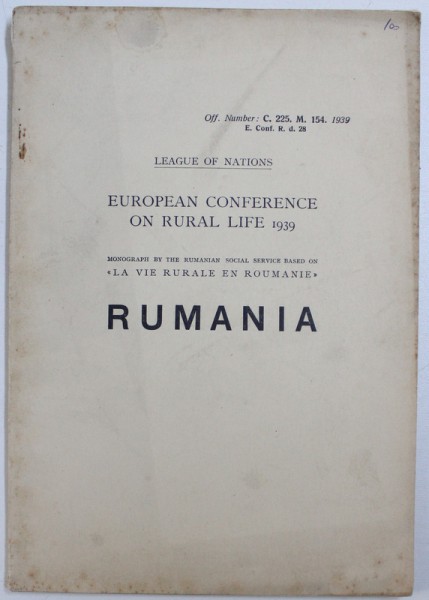 Off. Number: C. 225. M. 154. 1939
E. Conf. R. d. 28
LEAGUE OF NATIONS
EUROPEAN CONFERENCE
ON RURAL LIFE 1939
MONOGRAPH BY THE RUMANIAN SOCIAL SERVICE BASED ON
«LA VIE RURALE EN ROUMANIE»
RUMANIA